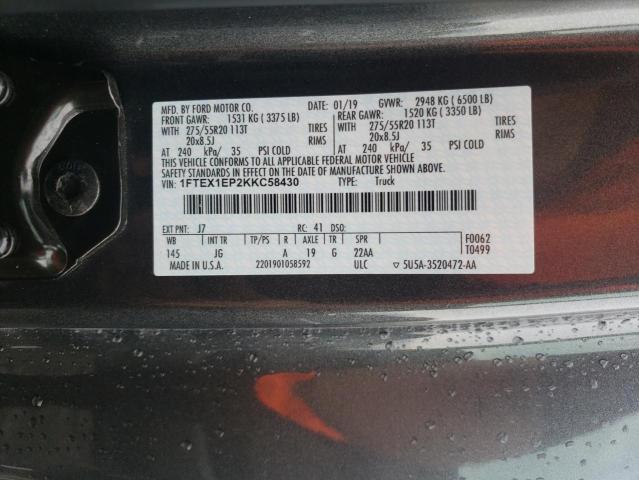 MFD. BY FORD MOTOR CO.
DATE: 01/19 GVWR: 2948 KG ( 6500 LB)
FRONT GAWR: 1531 KG ( 3375 LB) REAR GAWR: 1520 KG ( 3350 LB)
WITH WITH
275/55R20 113T TIRES 275/55R20 113T TIRES
20x8.5J RIMS 20x8.5J RIMS
AT 240 kPa/ 35 PSI COLD AT 240 kPa/ 35 PSI COLD
THIS VEHICLE CONFORMS TO ALL APPLICABLE FEDERAL MOTOR VEHICLE
SAFETY STANDARDS IN EFFECT ON THE DATE OF MANUFACTURE SHOWN ABOVE.
VIN: 1FTEX1EP2KKC58430 TYPE: Truck
EXT PNT: J7 RC: 41 DSO: F0062
WB INT TR TP/PS R AXLE TR SPR T0499
145 JG A 19 G 22AA
MADE IN U.S.A. 2201901058592 ULC 5U5A-3520472-AA